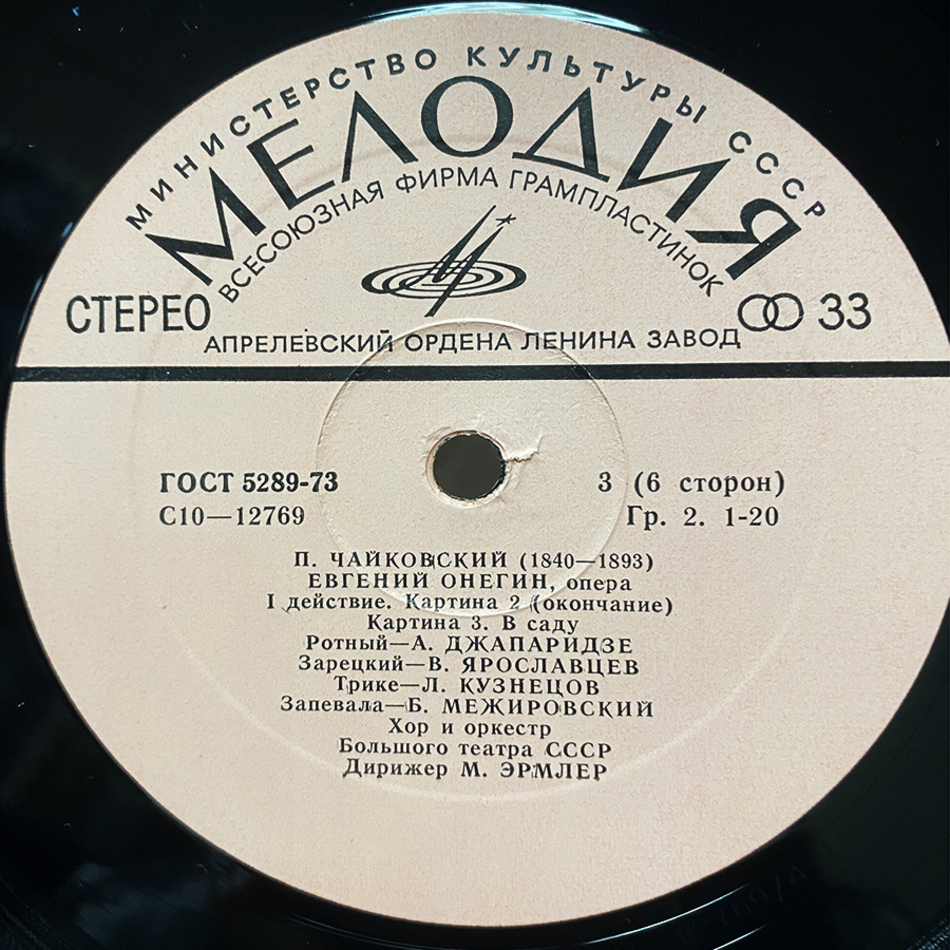 МИНИСТЕРСТВО КУЛЬТУРЫ СССР
МЕЛОДИЯ
ВСЕСОЮЗНАЯ ФИРМА ГРАМПЛАСТИНОК
СТЕРЕО
33
АПРЕЛЕВСКИЙ ОРДЕНА ЛЕНИНА ЗАВОД
ГОСТ 5289-73
3 (6 сторон)
С10—12769
Гр. 2. 1-20
П. ЧАЙКОВСКИЙ (1840—1893)
ЕВГЕНИЙ ОНЕГИН, опера
I действие. Картина 2 (окончание)
Картина 3. В саду
Ротный—А. ДЖАПАРИДЗЕ
Зарецкий—В. ЯРОСЛАВЦЕВ
Трике—Л. КУЗНЕЦОВ
Запевала—Б. МЕЖИРОВСКИЙ
Хор и оркестр
Большого театра СССР
Дирижер М. ЭРМЛЕР